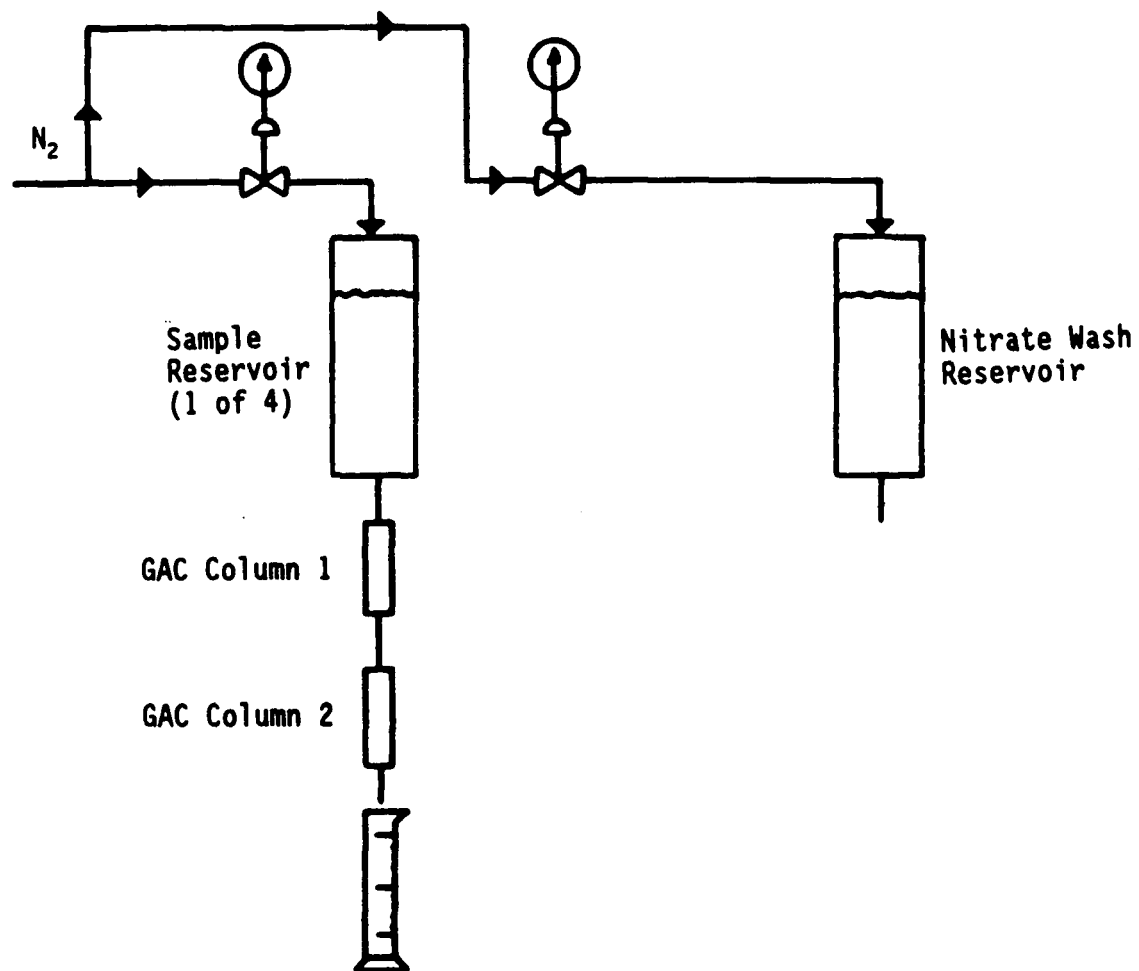 N₂
Sample
Reservoir
(1 of 4)
Nitrate Wash
Reservoir
GAC Column 1
GAC Column 2